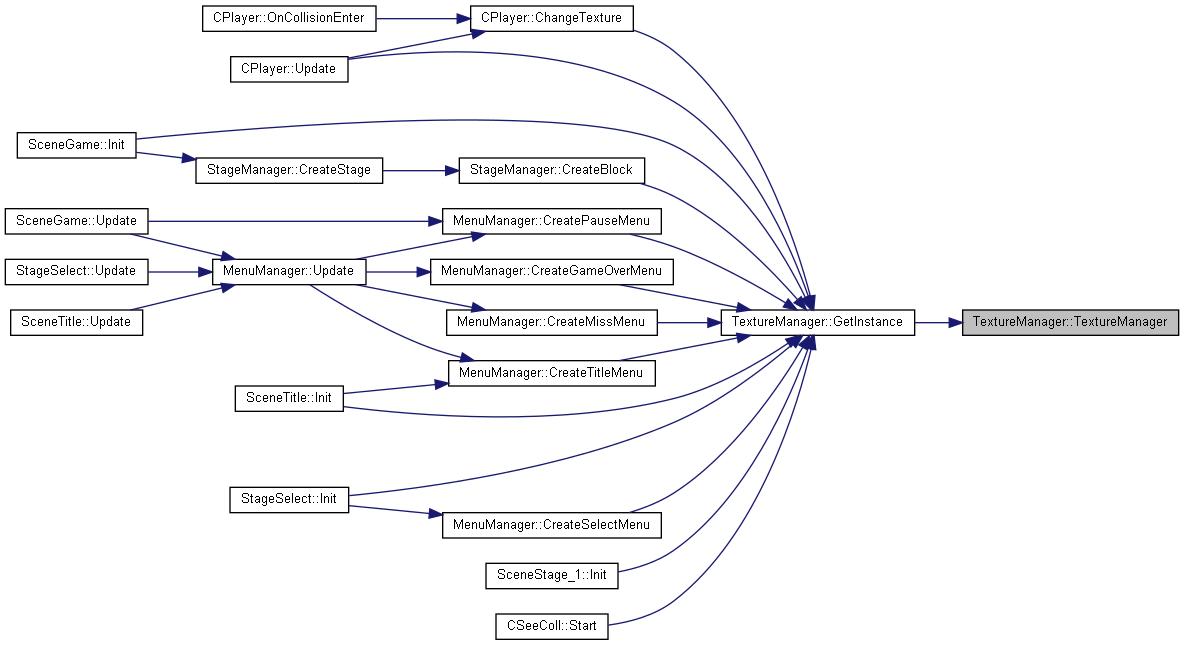 CPlayer::OnCollisionEnter
CPlayer::ChangeTexture
CPlayer::Update
SceneGame::Init
StageManager::CreateStage
StageManager::CreateBlock
SceneGame::Update
MenuManager::CreatePauseMenu
StageSelect::Update
MenuManager::Update
MenuManager::CreateGameOverMenu
SceneTitle::Update
MenuManager::CreateMissMenu
TextureManager::GetInstance
TextureManager::TextureManager
MenuManager::CreateTitleMenu
SceneTitle::Init
StageSelect::Init
MenuManager::CreateSelectMenu
SceneStage_1::Init
CSeeColl::Start